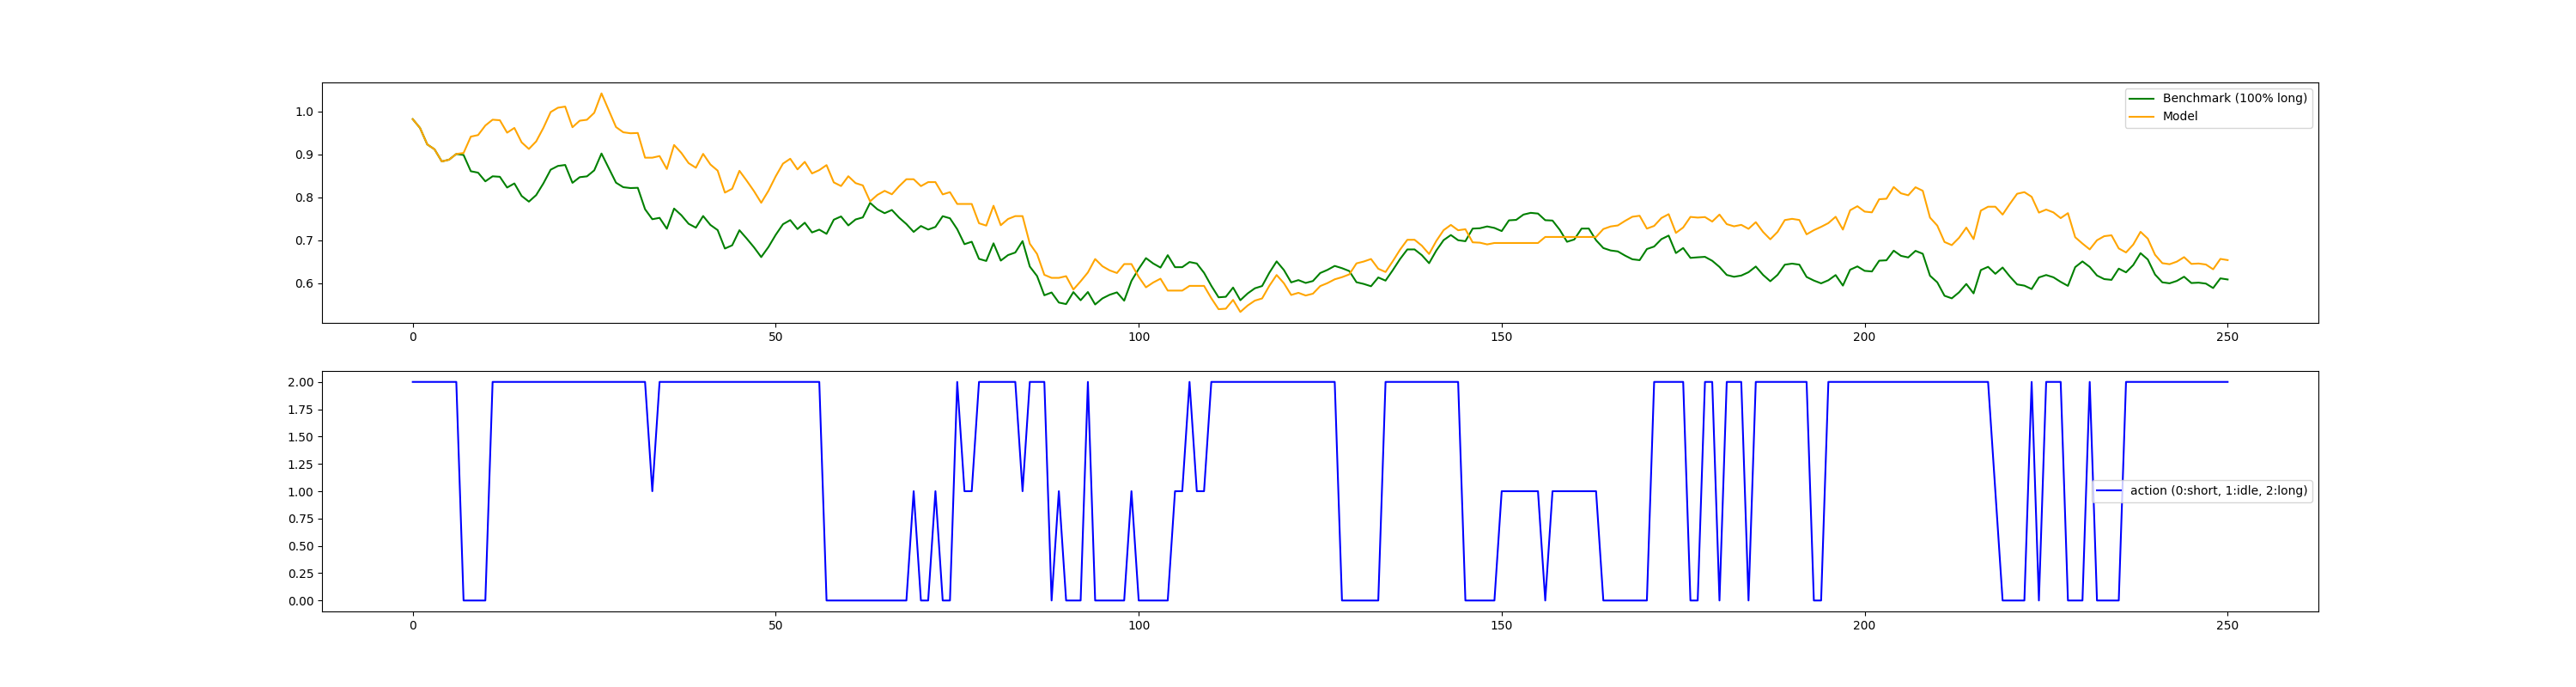 1.0
0.9
0.8
0.7
0.6
Benchmark (100% long)
Model
0 50 100 150 200 250
2.00
1.75
1.50
1.25
1.00
0.75
0.50
0.25
0.00
action (0:short, 1:idle, 2:long)
0 50 100 150 200 250